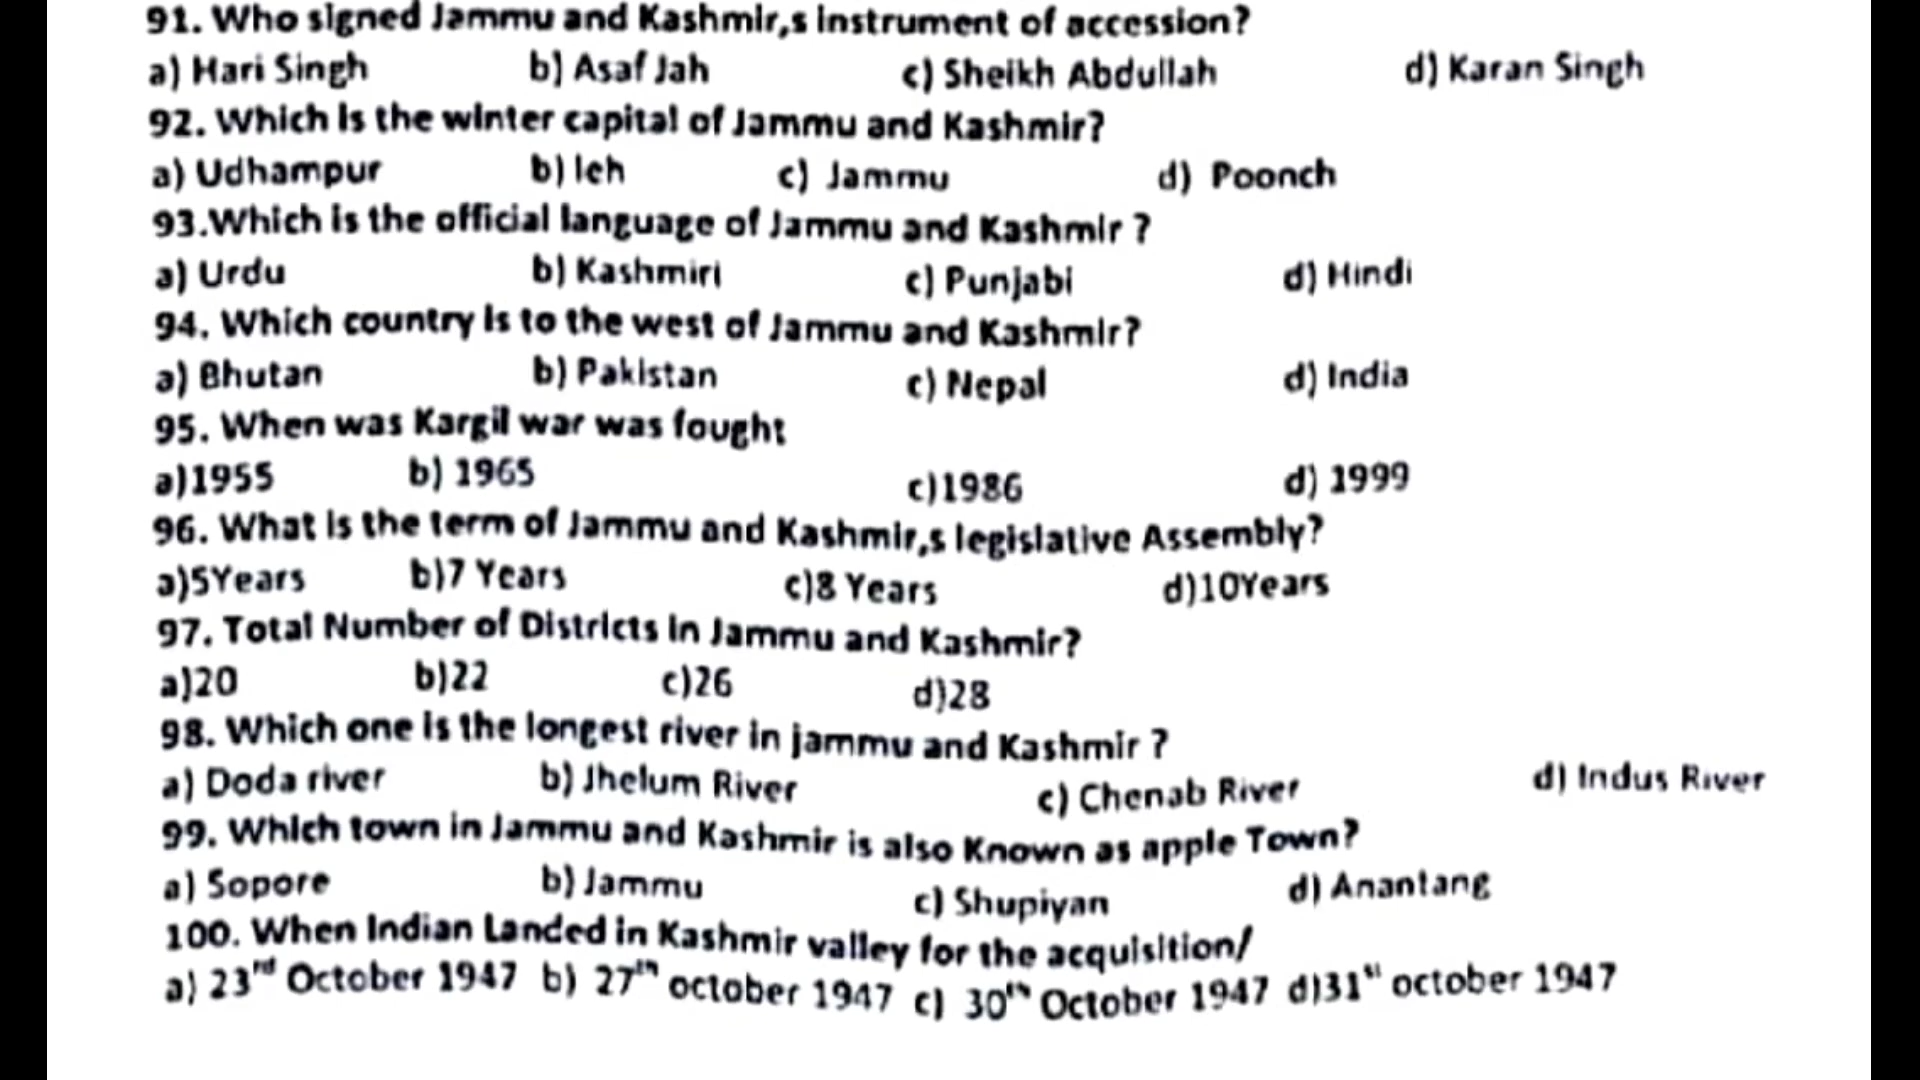 91. Who signed Jammu and Kashmir,s instrument of accession?
a) Hari Singh b) Asaf Jah c) Sheikh Abdullah d) Karan Singh
92. Which is the winter capital of Jammu and Kashmir?
a) Udhampur b) leh c) Jammu d) Poonch
93.Which is the official language of Jammu and Kashmir ?
a) Urdu b) Kashmiri c) Punjabi d) Hindi
94. Which country is to the west of Jammu and Kashmir?
a) Bhutan b) Pakistan c) Nepal d) India
95. When was Kargil war was fought
a)1955 b) 1965 c)1986 d) 1999
96. What is the term of Jammu and Kashmir,s legislative Assembly?
a)5Years b)7 Years c)8 Years d)10Years
97. Total Number of Districts in Jammu and Kashmir?
a)20 b)22 c)26 d)28
98. Which one is the longest river in jammu and Kashmir ?
a) Doda river b) Jhelum River c) Chenab River d) Indus River
99. Which town in Jammu and Kashmir is also Known as apple Town?
a) Sopore b) Jammu c) Shupiyan d) Anantang
100. When Indian Landed in Kashmir valley for the acquisition/
a) 23rd October 1947 b) 27th october 1947 c) 30th October 1947 d)31st october 1947